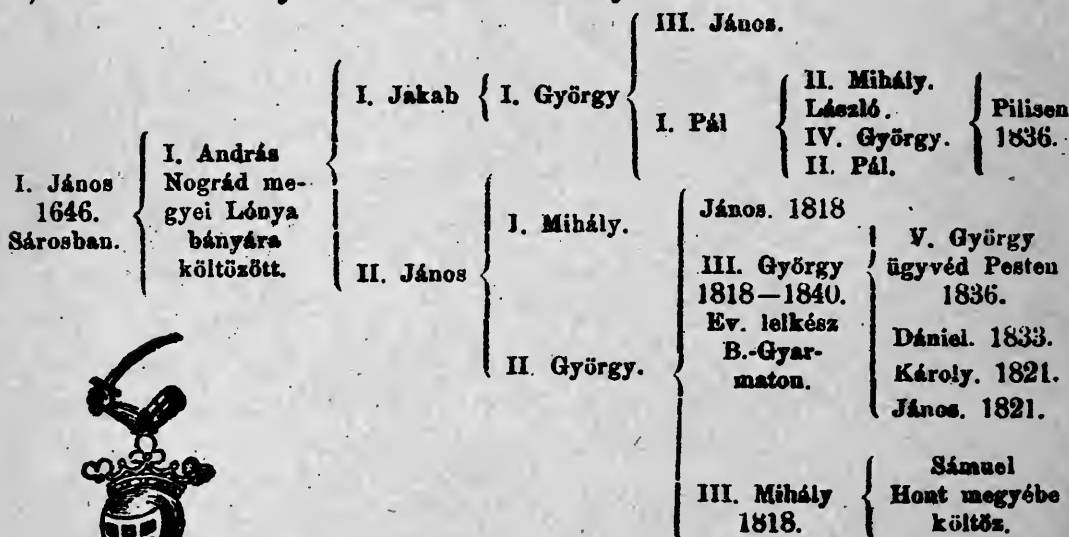 I. János
1646.
Sárosban.
I. András
Nográd me-
gyei Lónya
bányára
költözött.
I. Jakab
II. János
I. György
III. János.
I. Pál
II. Mihály.
László.
IV. György.
II. Pál.
Pilisen
1836.
I. Mihály.
II. György.
János. 1818
III. György
1818—1840.
Ev. lelkész
B.-Gyar-
maton.
V. György
ügyvéd Pesten
1836.
Dániel. 1833.
Károly. 1821.
János. 1821.
III. Mihály
1818.
Sámuel
Hont megyébe
költöz.